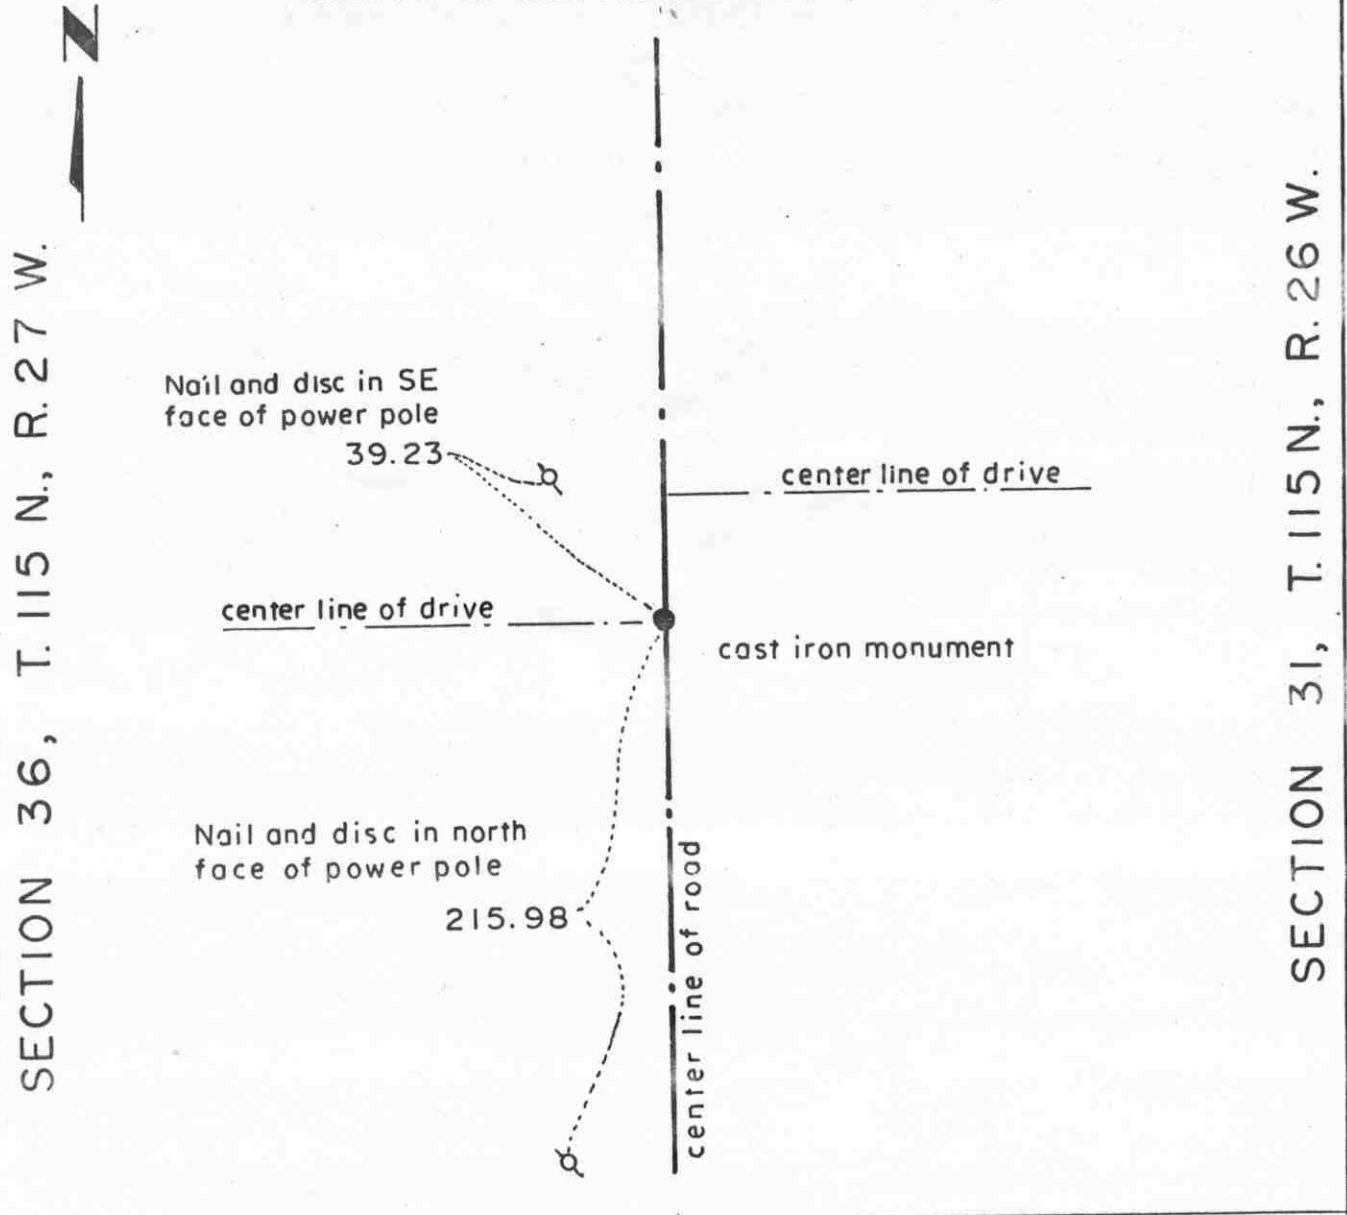 N
SECTION 36, T. 115 N., R. 27 W.
Nail and disc in SE
face of power pole
39.23
center line of drive
center line of drive
cast iron monument
Nail and disc in north
face of power pole
215.98
center line of road
SECTION 31, T. 115 N., R. 26 W.